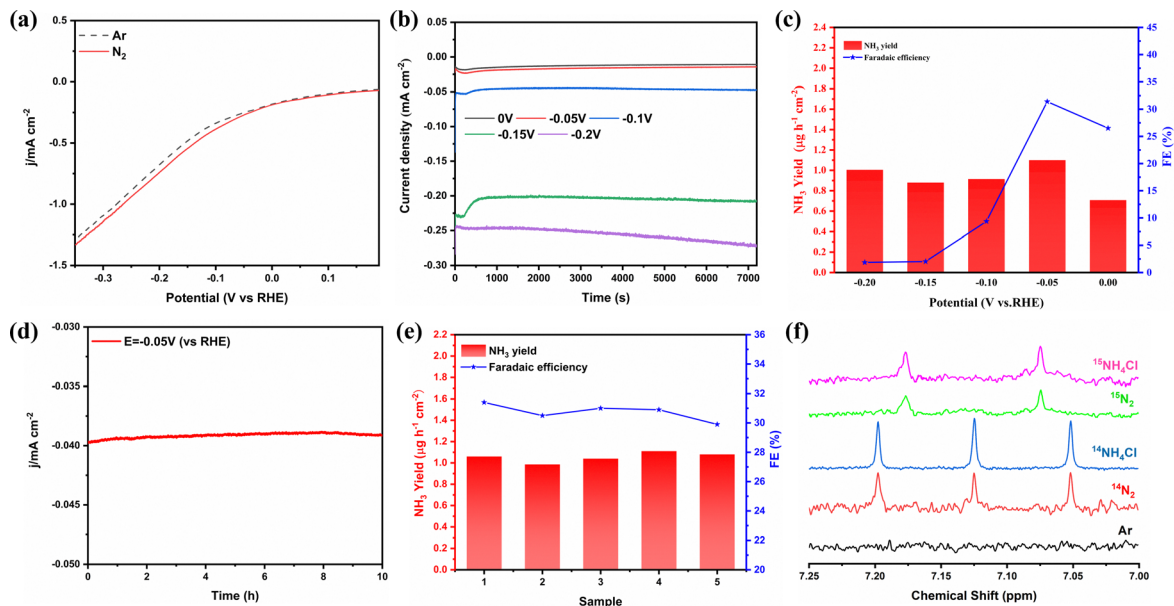 (a)
Ar
N2
j/mA cm-2
0.5
0.0
-0.5
-1.0
-1.5
-0.3
-0.2
-0.1
0.0
0.1
Potential (V vs RHE)
(b)
Current density (mA cm-2)
0.05
0.00
-0.05
-0.10
-0.15
-0.20
-0.25
-0.30
0V
-0.05V
-0.1V
-0.15V
-0.2V
0 1000 2000 3000 4000 5000 6000 7000
Time (s)
(c)
NH3 yield
Faradaic efficiency
NH3 Yield (μg h-1 cm-2)
2.4
2.2
2.0
1.8
1.6
1.4
1.2
1.0
0.8
0.6
0.4
0.2
0.0
FE (%)
45
40
35
30
25
20
15
10
5
0
-0.20 -0.15 -0.10 -0.05 0.00
Potential (V vs.RHE)
(d)
E=-0.05V (vs RHE)
j/mA cm-2
-0.030
-0.035
-0.040
-0.045
-0.050
0 2 4 6 8 10
Time (h)
(e)
NH3 yield
Faradaic efficiency
NH3 Yield (μg h-1 cm-2)
2.2
2.0
1.8
1.6
1.4
1.2
1.0
0.8
0.6
0.4
0.2
0.0
FE (%)
36
34
32
30
28
26
24
22
20
1 2 3 4 5
Sample
(f)
15NH4Cl
15N2
14NH4Cl
14N2
Ar
7.25 7.20 7.15 7.10 7.05 7.00
Chemical Shift (ppm)